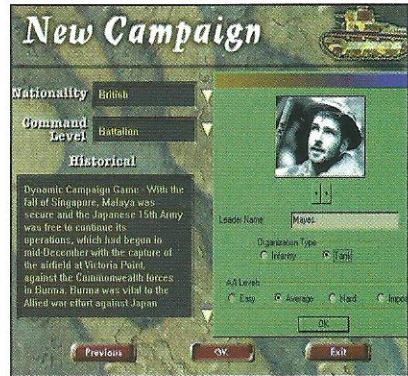 New Campaign
Nationality
British
Command
Level
Battalion
Historical
Dynamic Campaign Game - With the
fall of Singapore, Malaya was
secure and the Japanese 15th Army
was free to continue its
operations, which had begun in
mid-December with the capture of
the airfield at Victoria Point,
against the Commonwealth forces
in Burma. Burma was vital to the
Allied war effort against Japan
Leader Name
Mayes
Organization Type
Infantry
Tank
A/I Levels
Easy
Average
Hard
OK
Previous
OK
Exit